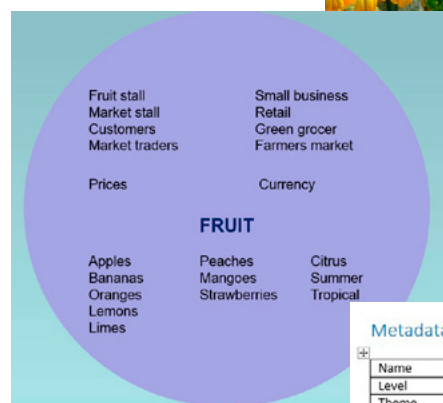 Fruit stall Small business
Market stall Retail
Customers Green grocer
Market traders Farmers market
Prices Currency
FRUIT
Apples Peaches Citrus
Bananas Mangoes Summer
Oranges Strawberries Tropical
Lemons
Limes
Metadata
Name
Level
Theme